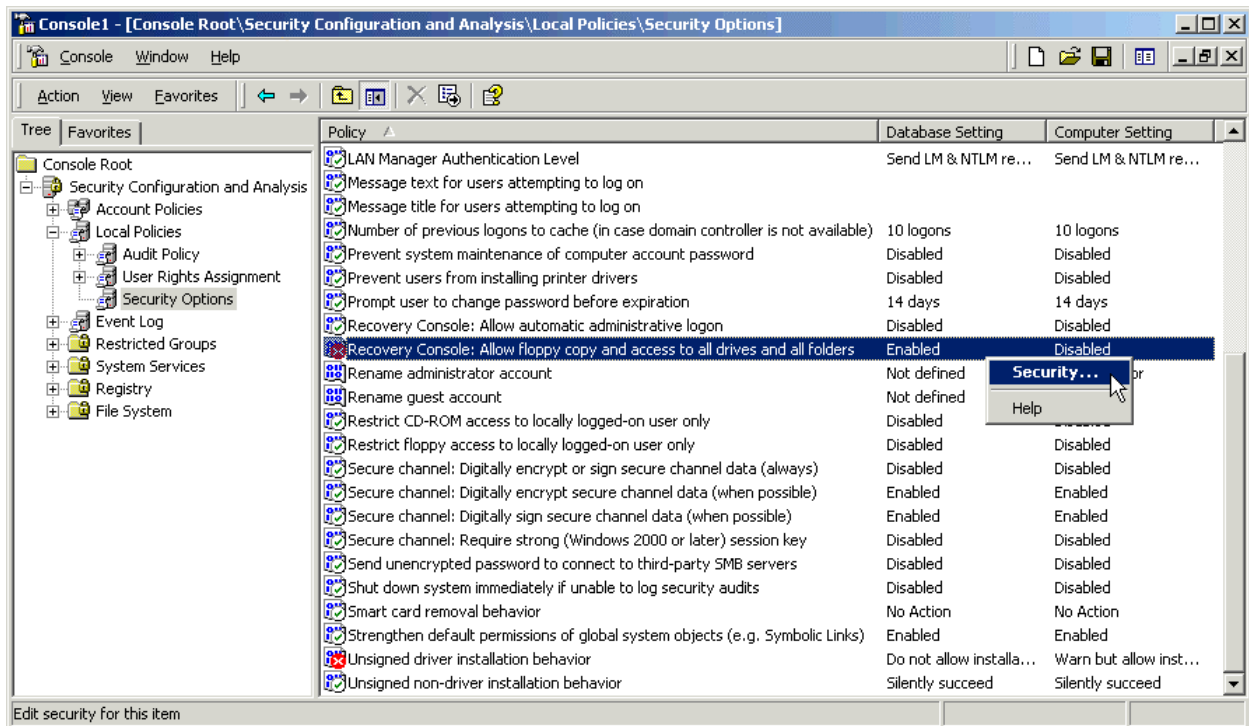 Console1 - [Console Root\Security Configuration and Analysis\Local Policies\Security Options]
Console Window Help
Action View Favorites
Tree Favorites
Console Root
Security Configuration and Analysis
Account Policies
Local Policies
Audit Policy
User Rights Assignment
Security Options
Event Log
Restricted Groups
System Services
Registry
File System
Policy Database Setting Computer Setting
LAN Manager Authentication Level Send LM & NTLM re... Send LM & NTLM re...
Message text for users attempting to log on
Message title for users attempting to log on
Number of previous logons to cache (in case domain controller is not available) 10 logons 10 logons
Prevent system maintenance of computer account password Disabled Disabled
Prevent users from installing printer drivers Disabled Disabled
Prompt user to change password before expiration 14 days 14 days
Recovery Console: Allow automatic administrative logon Disabled Disabled
Recovery Console: Allow floppy copy and access to all drives and all folders Enabled Disabled
Rename administrator account Not defined
Rename guest account Not defined
Restrict CD-ROM access to locally logged-on user only Disabled
Restrict floppy access to locally logged-on user only Disabled Disabled
Secure channel: Digitally encrypt or sign secure channel data (always) Disabled Disabled
Secure channel: Digitally encrypt secure channel data (when possible) Enabled Enabled
Secure channel: Digitally sign secure channel data (when possible) Enabled Enabled
Secure channel: Require strong (Windows 2000 or later) session key Disabled Disabled
Send unencrypted password to connect to third-party SMB servers Disabled Disabled
Shut down system immediately if unable to log security audits Disabled Disabled
Smart card removal behavior No Action No Action
Strengthen default permissions of global system objects (e.g. Symbolic Links) Enabled Enabled
Unsigned driver installation behavior Do not allow installa... Warn but allow inst...
Unsigned non-driver installation behavior Silently succeed Silently succeed
Security...
Help
Edit security for this item